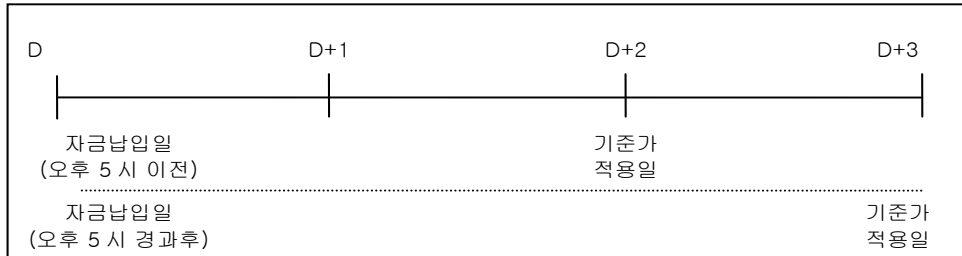 D D+1 D+2 D+3
자금납입일 기준가
(오후 5 시 이전) 적용일
자금납입일 기준가
(오후 5 시 경과후) 적용일